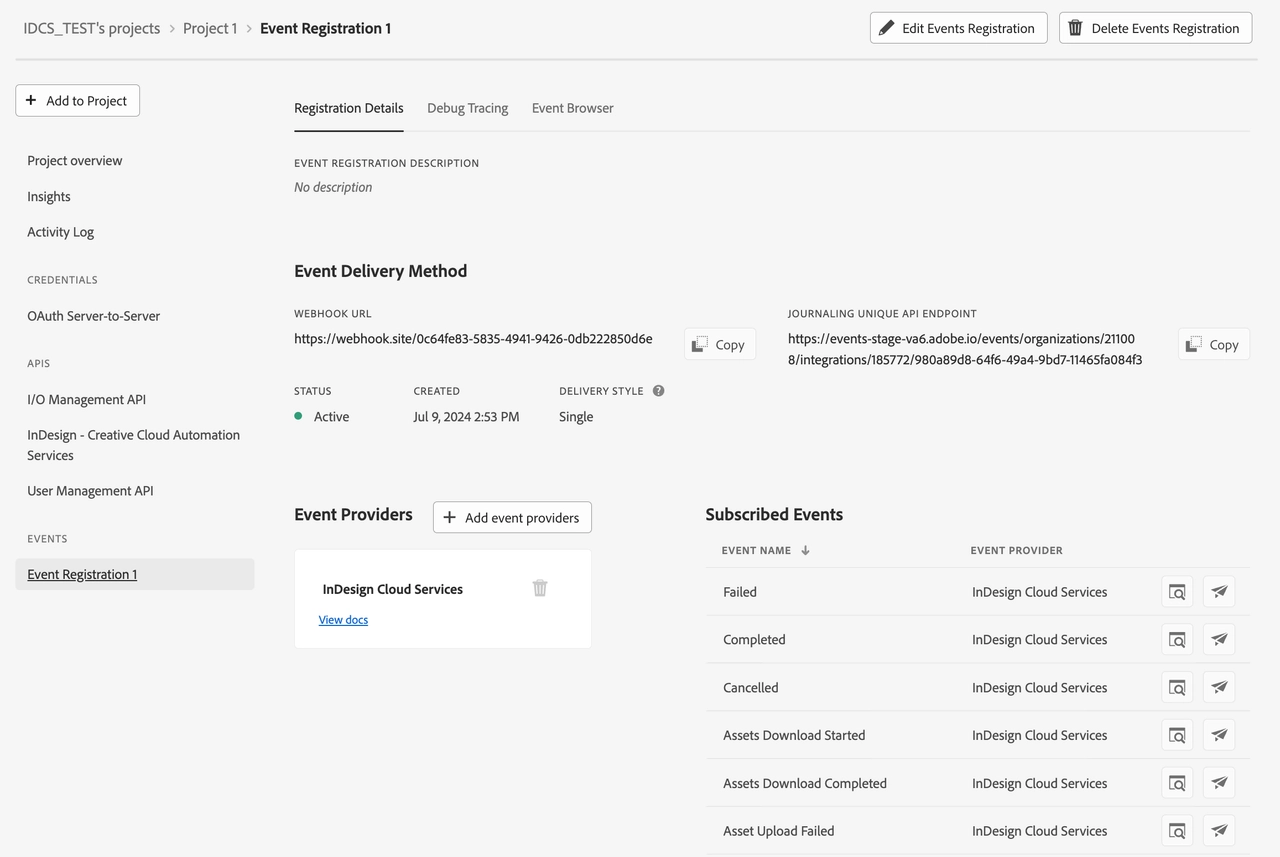 IDCS_TEST's projects > Project 1 > Event Registration 1
Edit Events Registration
Delete Events Registration
+ Add to Project
Project overview
Insights
Activity Log
CREDENTIALS
OAuth Server-to-Server
APIS
I/O Management API
InDesign - Creative Cloud Automation
Services
User Management API
EVENTS
Event Registration 1
Registration Details
Debug Tracing
Event Browser
EVENT REGISTRATION DESCRIPTION
No description
Event Delivery Method
WEBHOOK URL
https://webhook.site/0c64fe83-5835-4941-9426-0db222850d6e
Copy
JOURNALING UNIQUE API ENDPOINT
https://events-stage-va6.adobe.io/events/organizations/21100
8/integrations/185772/980a89d8-64f6-49a4-9bd7-11465fa084f3
Copy
STATUS
Active
CREATED
Jul 9, 2024 2:53 PM
DELIVERY STYLE ?
Single
Event Providers
+ Add event providers
InDesign Cloud Services
View docs
Subscribed Events
EVENT NAME ↓ EVENT PROVIDER
Failed InDesign Cloud Services
Completed InDesign Cloud Services
Cancelled InDesign Cloud Services
Assets Download Started InDesign Cloud Services
Assets Download Completed InDesign Cloud Services
Asset Upload Failed InDesign Cloud Services